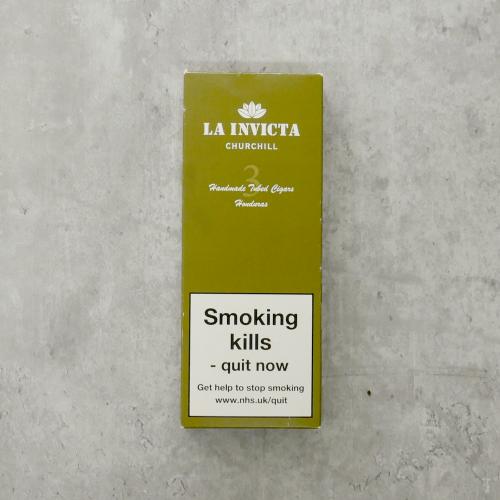 LA INVICTA
CHURCHILL
3
Handmade Tubed Cigars
Honduras
Smoking
kills
- quit now
Get help to stop smoking
www.nhs.uk/quit